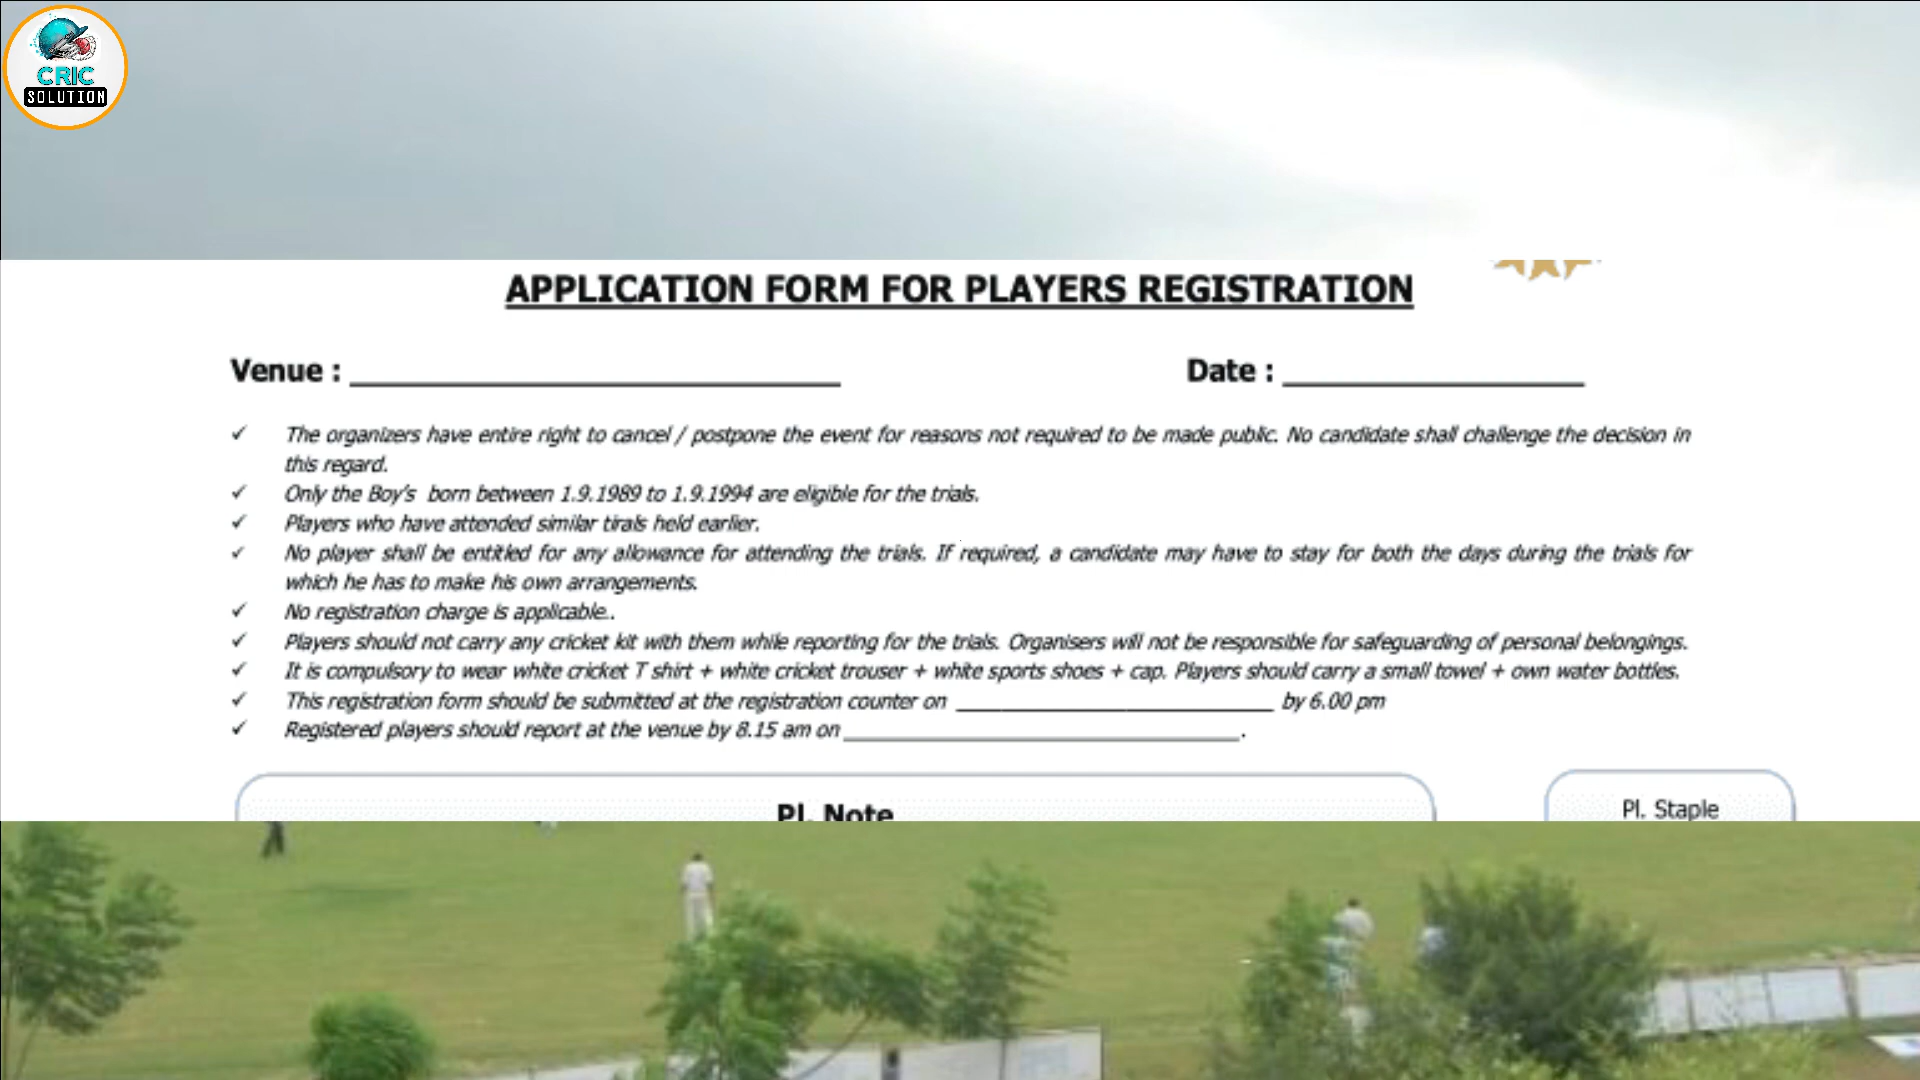 CRIC
SOLUTION
APPLICATION FORM FOR PLAYERS REGISTRATION
Venue : ______________________ Date : ______________
✓ The organizers have entire right to cancel / postpone the event for reasons not required to be made public. No candidate shall challenge the decision in
this regard.
✓ Only the Boy's born between 1.9.1989 to 1.9.1994 are eligible for the trials.
✓ Players who have attended similar tirals held earlier.
✓ No player shall be entitled for any allowance for attending the trials. If required, a candidate may have to stay for both the days during the trials for
which he has to make his own arrangements.
✓ No registration charge is applicable..
✓ Players should not carry any cricket kit with them while reporting for the trials. Organisers will not be responsible for safeguarding of personal belongings.
✓ It is compulsory to wear white cricket T shirt + white cricket trouser + white sports shoes + cap. Players should carry a small towel + own water bottles.
✓ This registration form should be submitted at the registration counter on ______________________ by 6.00 pm
✓ Registered players should report at the venue by 8.15 am on ______________________.
Pl. Note
Pl. Staple